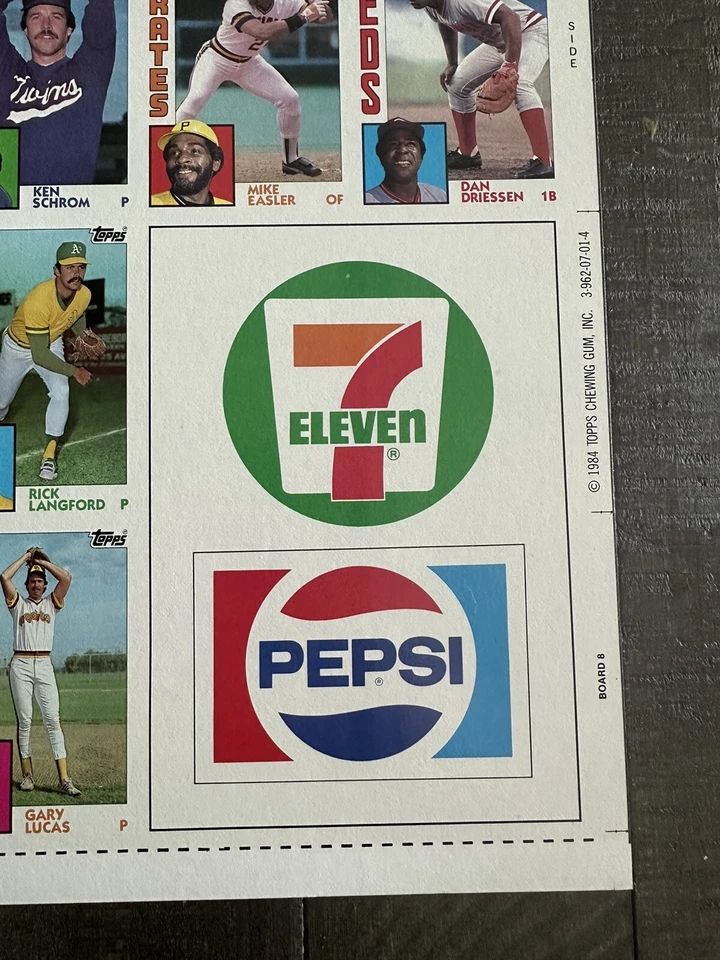 Twins
KEN
SCHROM P
RATES
P
MIKE
EASLER OF
EDS
DAN
DRIESSEN 1B
SIDE
Topps
A's
RICK
LANGFORD P
7
ELEVEn
®
© 1984 TOPPS CHEWING GUM, INC. 3-962-07-01-4
Topps
GARY
LUCAS P
PEPSI
®
BOARD 8